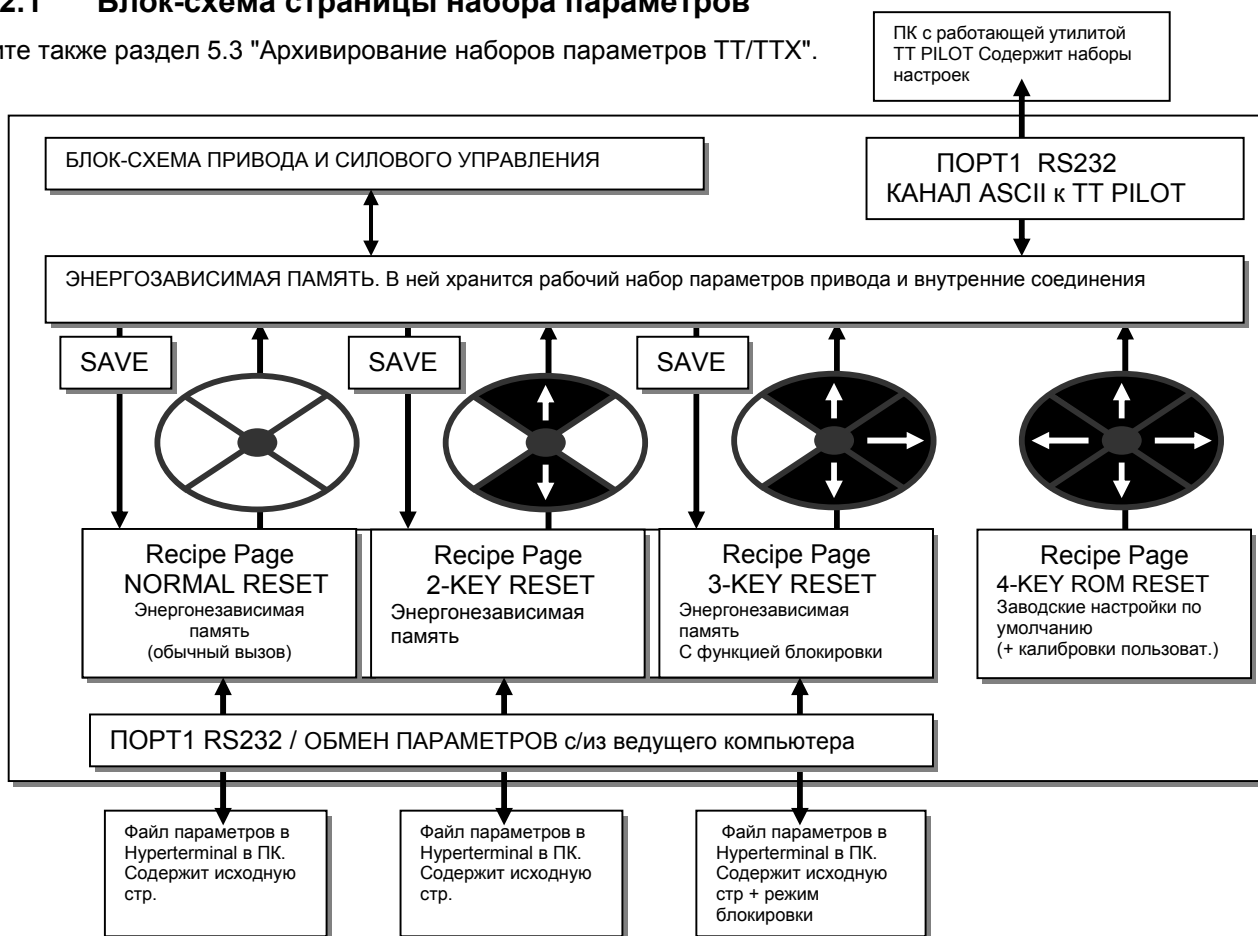 2.1 Блок-схема страницы набора параметров
ите также раздел 5.3 "Архивирование наборов параметров TT/TTX".
ПК с работающей утилитой
TT PILOT Содержит наборы
настроек
БЛОК-СХЕМА ПРИВОДА И СИЛОВОГО УПРАВЛЕНИЯ
ПОРТ1 RS232
КАНАЛ ASCII к TT PILOT
ЭНЕРГОЗАВИСИМАЯ ПАМЯТЬ. В ней хранится рабочий набор параметров привода и внутренние соединения
SAVE
SAVE
SAVE
Recipe Page
NORMAL RESET
Энергонезависимая
память
(обычный вызов)
Recipe Page
2-KEY RESET
Энергонезависимая
память
Recipe Page
3-KEY RESET
Энергонезависимая
память
С функцией блокировки
Recipe Page
4-KEY ROM RESET
Заводские настройки по
умолчанию
(+ калибровки пользоват.)
ПОРТ1 RS232 / ОБМЕН ПАРАМЕТРОВ с/из ведущего компьютера
Файл параметров в
Hyperterminal в ПК.
Содержит исходную
стр.
Файл параметров в
Hyperterminal в ПК.
Содержит исходную
стр.
Файл параметров в
Hyperterminal в ПК.
Содержит исходную
стр + режим
блокировки